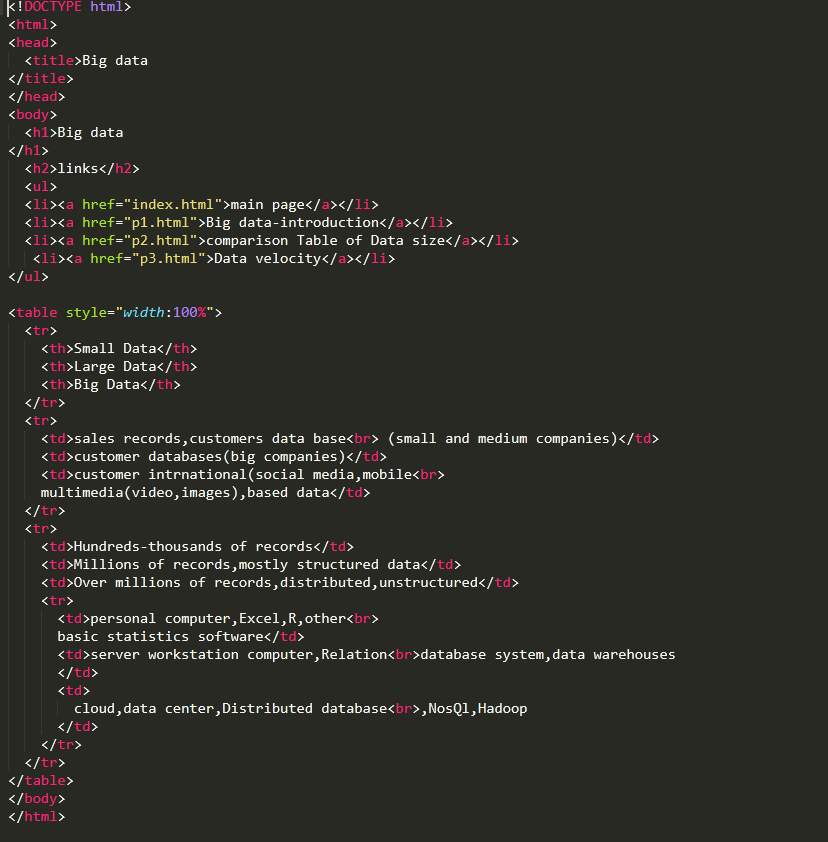 <!DOCTYPE html>
<html>
<head>
  <title>Big data
</title>
</head>
<body>
  <h1>Big data
</h1>
  <h2>links</h2>
  <ul>
  <li><a href="index.html">main page</a></li>
  <li><a href="p1.html">Big data-introduction</a></li>
  <li><a href="p2.html">comparison Table of Data size</a></li>
   <li><a href="p3.html">Data velocity</a></li>
</ul>

<table style="width:100%">
  <tr>
    <th>Small Data</th>
    <th>Large Data</th>
    <th>Big Data</th>
  </tr>
  <tr>
    <td>sales records,customers data base<br> (small and medium companies)</td>
    <td>customer databases(big companies)</td>
    <td>customer intrnational(social media,mobile<br>
    multimedia(video,images),based data</td>
  </tr>
  <tr>
    <td>Hundreds-thousands of records</td>
    <td>Millions of records,mostly structured data</td>
    <td>Over millions of records,distributed,unstructured</td>
    <tr>
      <td>personal computer,Excel,R,other<br>
      basic statistics software</td>
      <td>server workstation computer,Relation<br>database system,data warehouses
      </td>
      <td>
        cloud,data center,Distributed database<br>,NosQl,Hadoop
      </td>
    </tr>
  </tr>
</table>
</body>
</html>